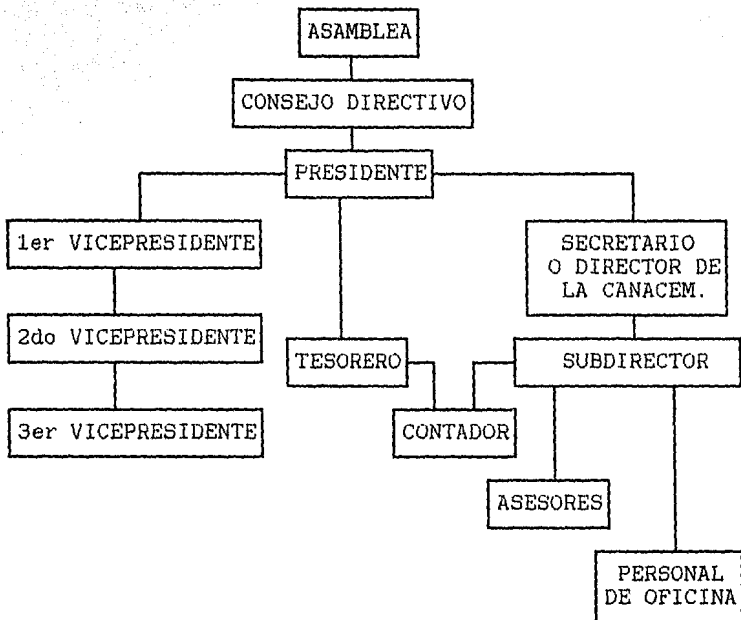 ASAMBLEA
CONSEJO DIRECTIVO
PRESIDENTE
1er VICEPRESIDENTE
SECRETARIO
O DIRECTOR DE
LA CANACEM.
2do VICEPRESIDENTE
TESORERO
SUBDIRECTOR
3er VICEPRESIDENTE
CONTADOR
ASESORES
PERSONAL
DE OFICINA